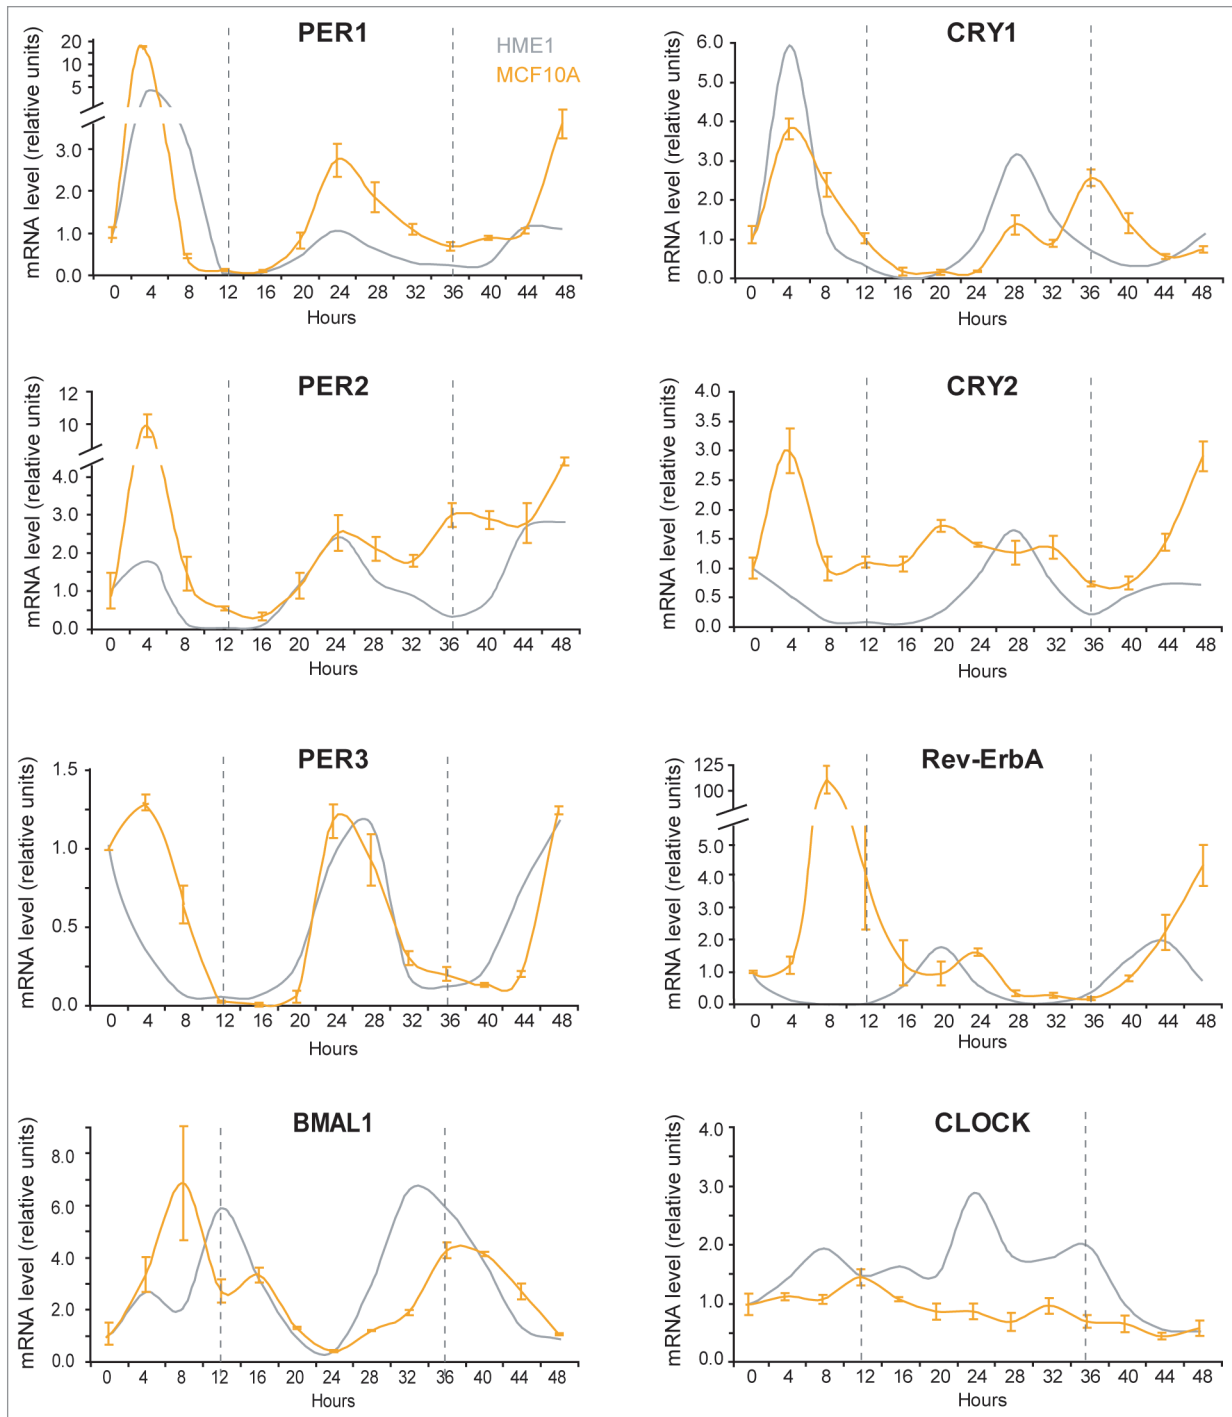 PER1
HME1
MCF10A
mRNA level (relative units)
20
10
5
3.0
2.0
1.0
0.0
0 4 8 12 16 20 24 28 32 36 40 44 48
Hours
CRY1
mRNA level (relative units)
6.0
5.0
4.0
3.0
2.0
1.0
0
0 4 8 12 16 20 24 28 32 36 40 44 48
Hours
PER2
mRNA level (relative units)
12
10
4.0
3.0
2.0
1.0
0.0
0 4 8 12 16 20 24 28 32 36 40 44 48
Hours
CRY2
mRNA level (relative units)
4.0
3.5
3.0
2.5
2.0
1.5
1.0
0.5
0.0
0 4 8 12 16 20 24 28 32 36 40 44 48
Hours
PER3
mRNA level (relative units)
1.5
1.0
0.5
0.0
0 4 8 12 16 20 24 28 32 36 40 44 48
Hours
Rev-ErbA
mRNA level (relative units)
125
100
5.0
4.0
3.0
2.0
1.0
0.0
0 4 8 12 16 20 24 28 32 36 40 44 48
Hours
BMAL1
mRNA level (relative units)
8.0
6.0
4.0
2.0
0.0
0 4 8 12 16 20 24 28 32 36 40 44 48
Hours
CLOCK
mRNA level (relative units)
4.0
3.0
2.0
1.0
0.0
0 4 8 12 16 20 24 28 32 36 40 44 48
Hours